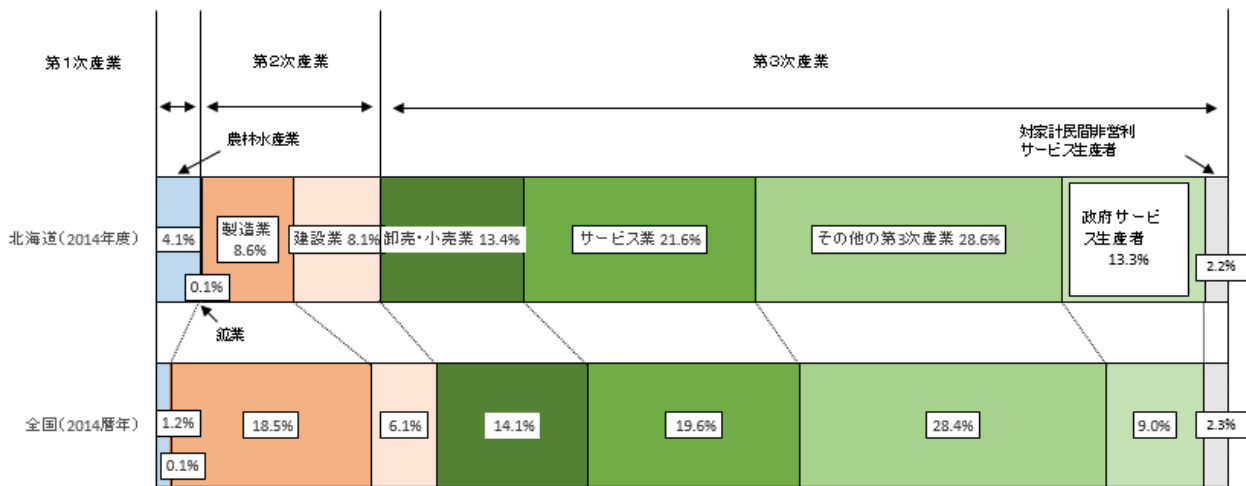 第1次産業
第2次産業
第3次産業
農林水産業
対家計民間非営利
サービス生産者
北海道(2014年度)
4.1%
0.1%
製造業
8.6%
建設業 8.1%
卸売・小売業 13.4%
サービス業 21.6%
その他の第3次産業 28.6%
政府サービ
ス生産者
13.3%
2.2%
鉱業
全国(2014暦年)
1.2%
0.1%
18.5%
6.1%
14.1%
19.6%
28.4%
9.0%
2.3%